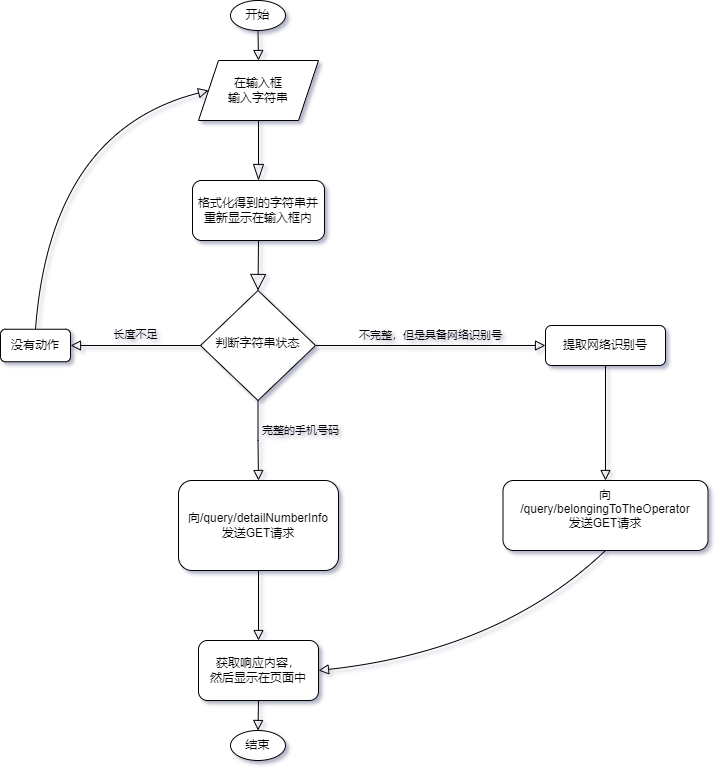 开始
在输入框
输入字符串
格式化得到的字符串并
重新显示在输入框内
没有动作
长度不足
判断字符串状态
不完整，但是具备网络识别号
提取网络识别号
完整的手机号码
向/query/detailNumberInfo
发送GET请求
向
/query/belongingToTheOperator
发送GET请求
获取响应内容，
然后显示在页面中
结束